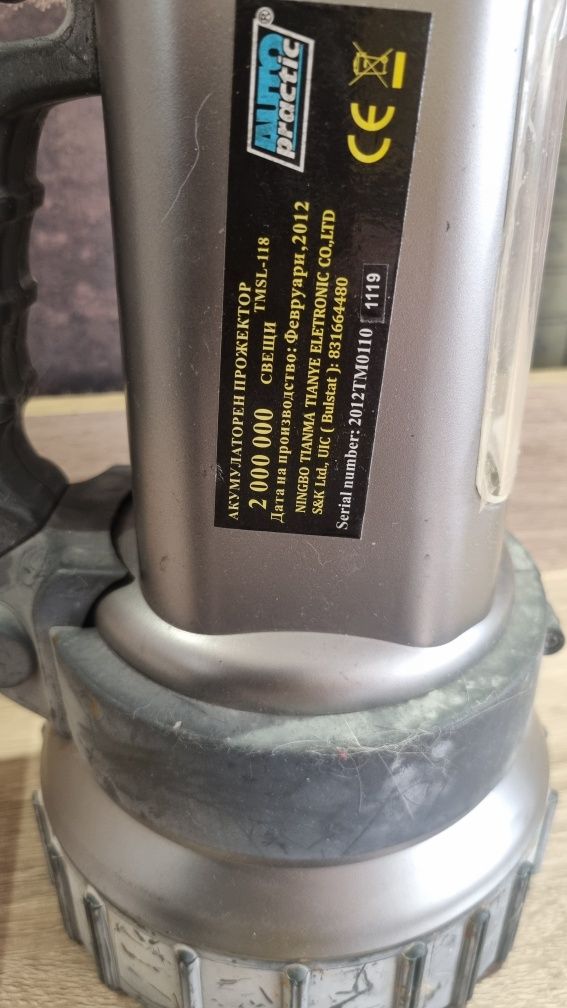 AUTO
practic®
CE
АКУМУЛАТОРЕН ПРОЖЕКТОР
2 000 000 СВЕЩИ TMSL-118
Дата на производство: Февруари,2012
NINGBO TIANMA TIANYE ELETRONIC CO.,LTD
S&K Ltd., UIC ( Bulstat ): 831664480
Serial number: 2012TM0110 1119